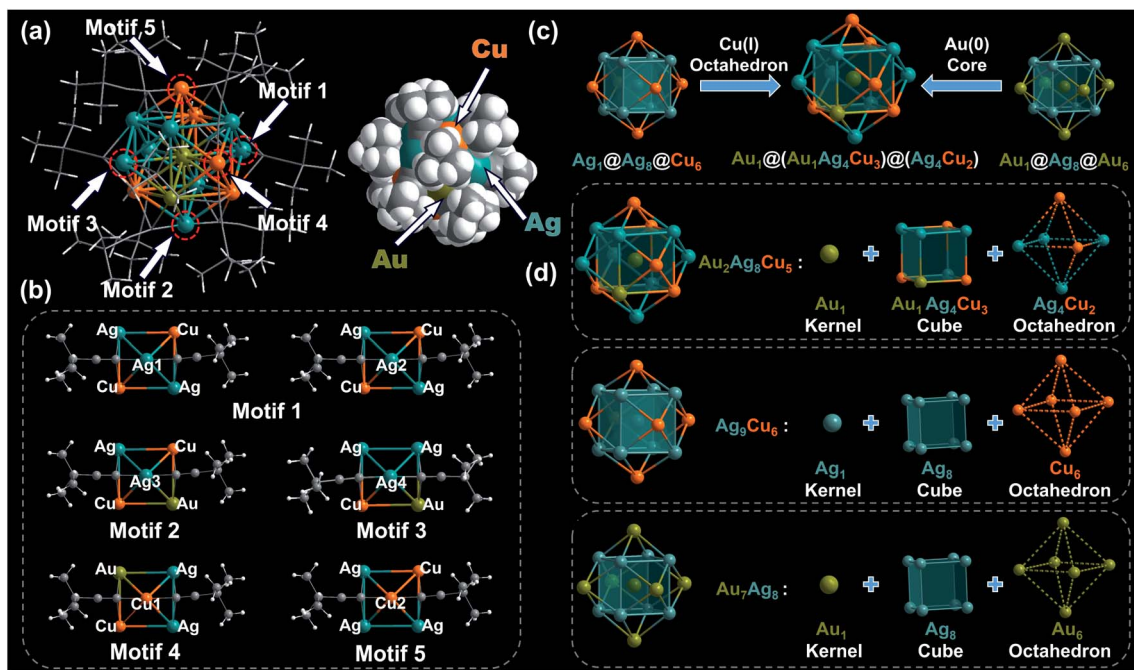 (a)
Motif 5
Motif 1
Motif 3
Motif 4
Motif 2
Cu
Au
Ag
(b)
Ag Cu
Ag1
Cu Ag
Ag Cu
Ag2
Cu Ag
Motif 1
Ag Cu
Ag3
Cu Au
Motif 2
Ag Ag
Ag4
Cu Au
Motif 3
Au Ag
Cu1
Cu Ag
Motif 4
Ag Cu
Cu2
Ag Ag
Motif 5
(c)
Cu(I)
Octahedron
Au(0)
Core
Ag₁@Ag₈@Cu₆
Au₁@(Au₁Ag₄Cu₃)@(Ag₄Cu₂)
Au₁@Ag₈@Au₆
(d)
Au₂Ag₈Cu₅ :
Au₁
Kernel
+
Au₁ Ag₄Cu₃
Cube
+
Ag₄Cu₂
Octahedron
Ag₉Cu₆ :
Ag₁
Kernel
+
Ag₈
Cube
+
Cu₆
Octahedron
Au₇Ag₈ :
Au₁
Kernel
+
Ag₈
Cube
+
Au₆
Octahedron